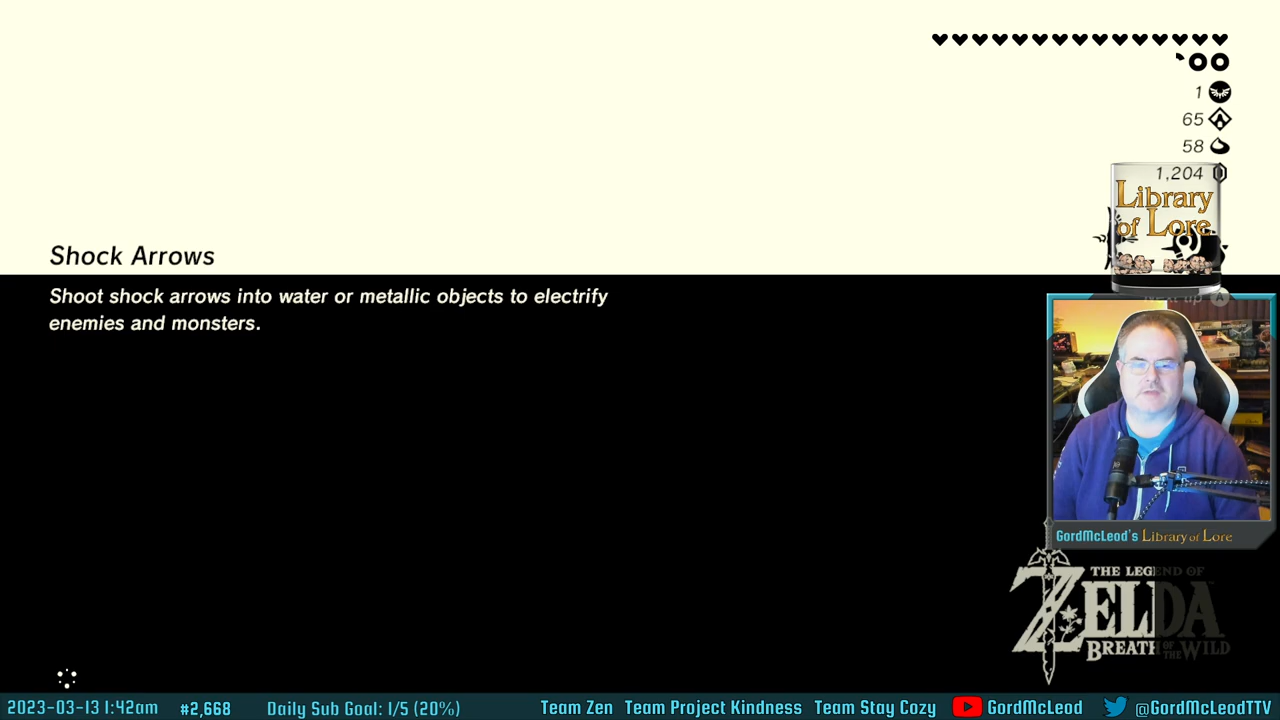 1
65
58
1,204
Library
of Lore
Shock Arrows
Shoot shock arrows into water or metallic objects to electrify
enemies and monsters.
Next up A
GordMcLeod's Library of Lore
THE LEGEND OF
ZELDA
BREATH OF THE WILD
2023-03-13 1:42am #2,668 Daily Sub Goal: 1/5 (20%) Team Zen Team Project Kindness Team Stay Cozy GordMcLeod @GordMcLeodTTV